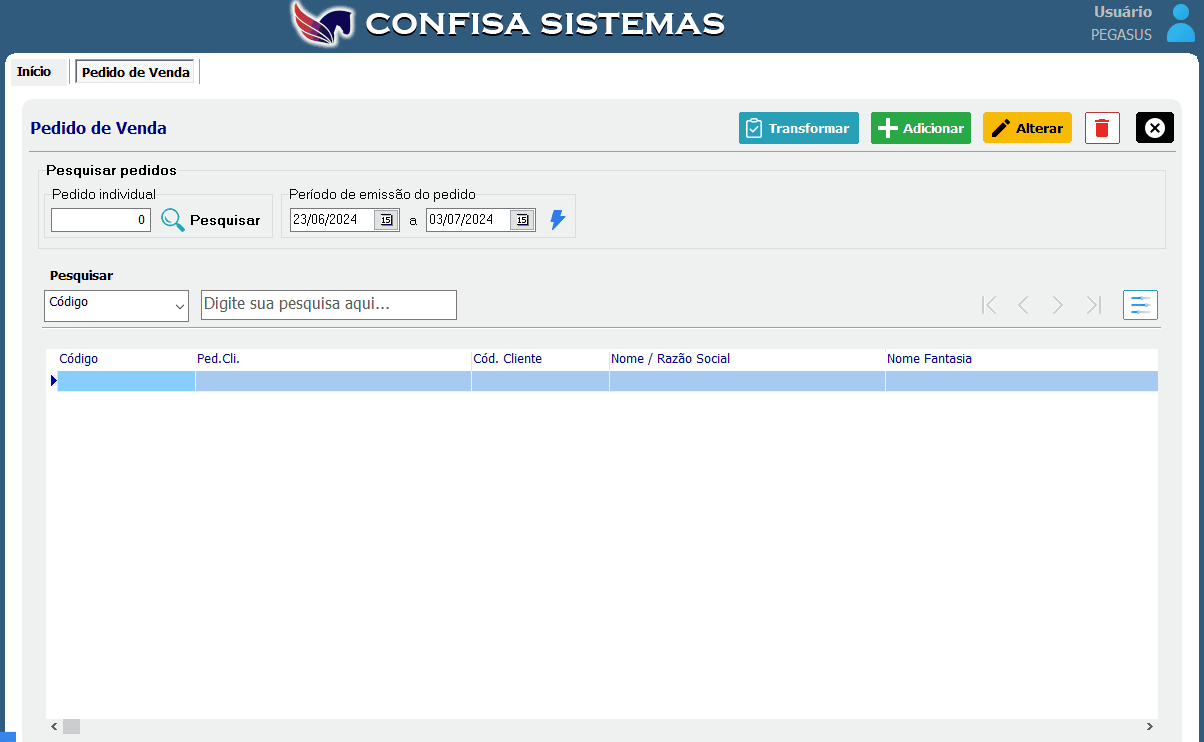 CONFISA SISTEMAS
Usuário
PEGASUS
Início
Pedido de Venda
Pedido de Venda
Transformar
Adicionar
Alterar
Pesquisar pedidos
Pedido individual
Período de emissão do pedido
0
Pesquisar
23/06/2024
15
a
03/07/2024
15
Pesquisar
Código
Digite sua pesquisa aqui...
Código
Ped.Cli.
Cód. Cliente
Nome / Razão Social
Nome Fantasia